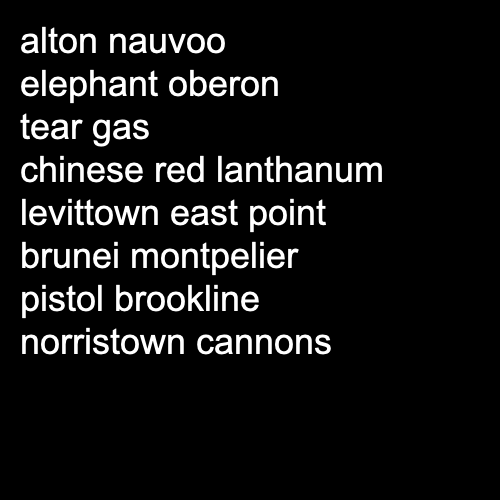 alton nauvoo
elephant oberon
tear gas
chinese red lanthanum
levittown east point
brunei montpelier
pistol brookline
norristown cannons